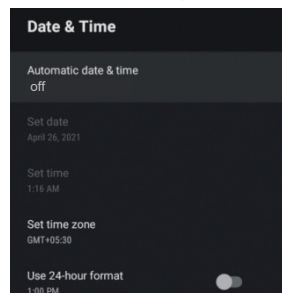 Date & Time
Automatic date & time
off
Set date
April 26, 2021
Set time
1:16 AM
Set time zone
GMT+05:30
Use 24-hour format
1:00 PM